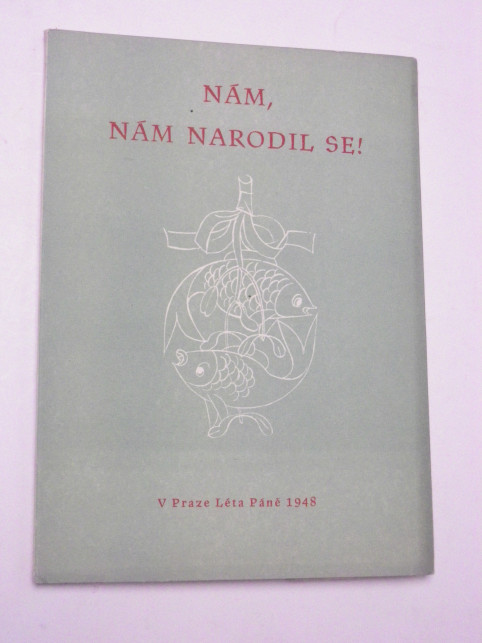 NÁM,
NÁM NARODIL SE!
V Praze Léta Páně 1948